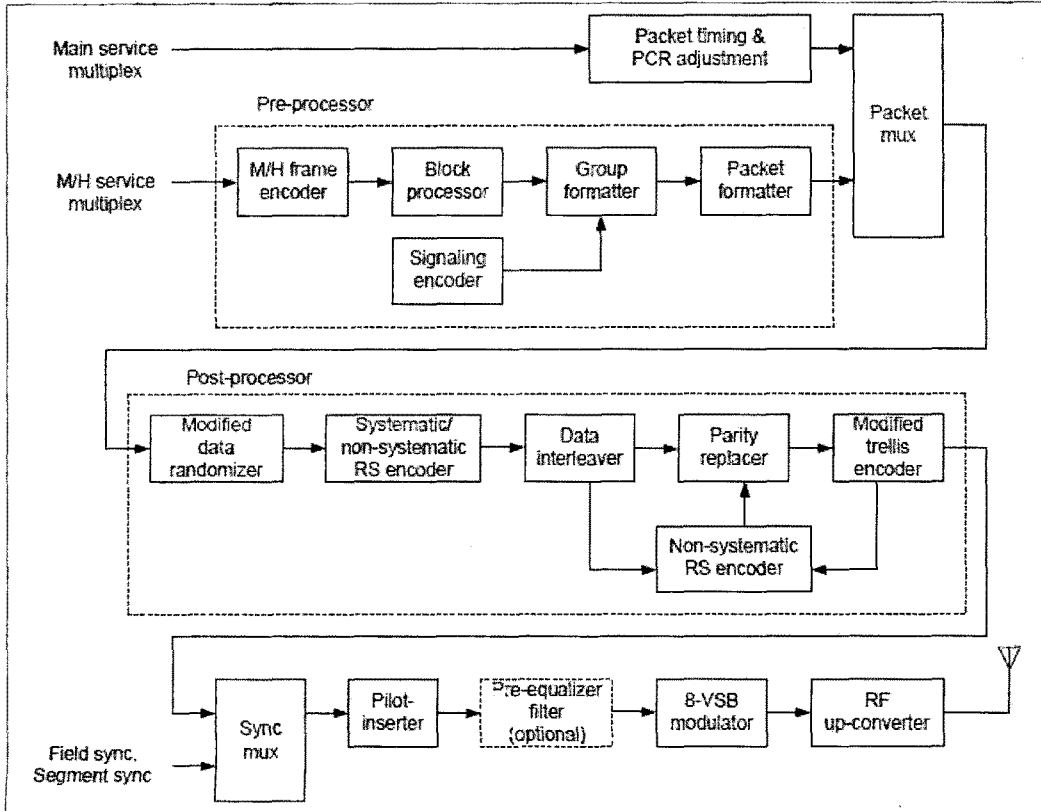 Main service
multiplex
Packet timing &
PCR adjustment
Packet
mux
Pre-processor
M/H service
multiplex
M/H frame
encoder
Block
processor
Group
formatter
Packet
formatter
Signaling
encoder
Post-processor
Modified
data
randomizer
Systematic/
non-systematic
RS encoder
Data
interleaver
Parity
replacer
Modified
trellis
encoder
Non-systematic
RS encoder
Field sync,
Segment sync
Sync
mux
Pilot-
inserter
Pre-equalizer
filter
(optional)
8-VSB
modulator
RF
up-converter